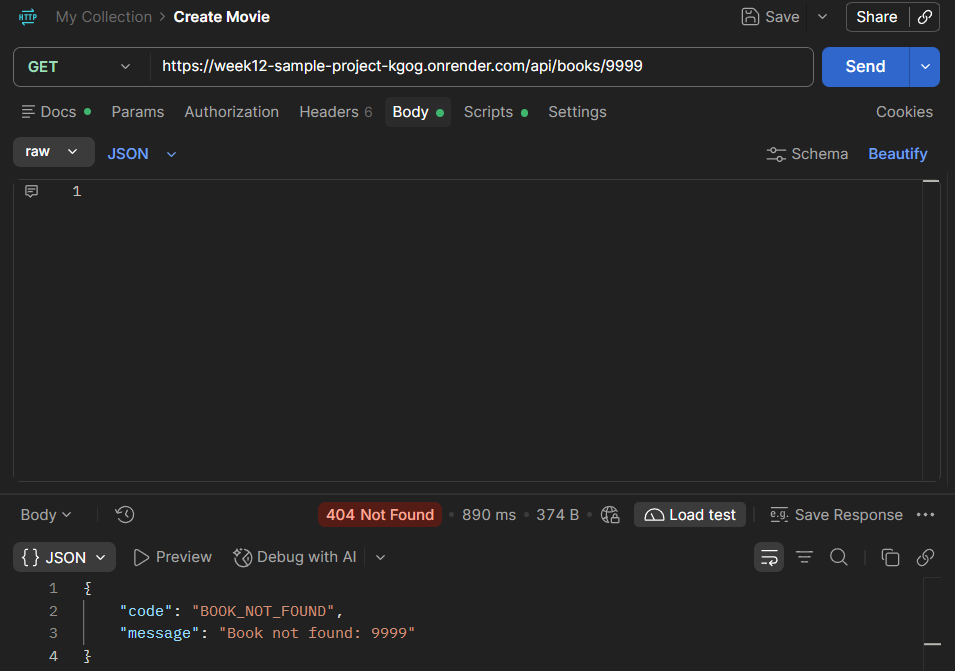 HTTP My Collection > Create Movie Save Share
GET https://week12-sample-project-kgog.onrender.com/api/books/9999 Send
Docs Params Authorization Headers 6 Body Scripts Settings Cookies
raw JSON Schema Beautify
1
Body 404 Not Found • 890 ms • 374 B • Load test e.g. Save Response
{} JSON Preview Debug with AI
1 {
2 "code": "BOOK_NOT_FOUND",
3 "message": "Book not found: 9999"
4 }